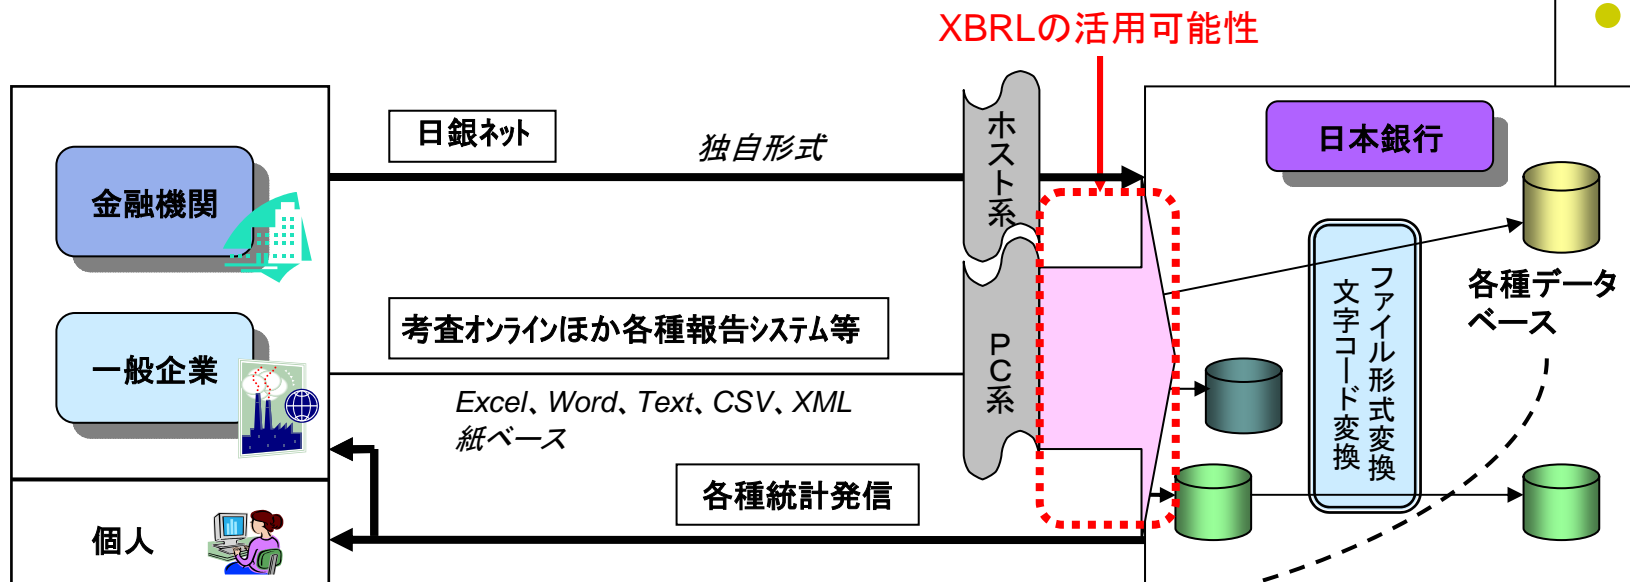 XBRLの活用可能性
日銀ネット
独自形式
ホスト系
日本銀行
金融機関
各種データ
ベース
ファイル形式変換
文字コード変換
考査オンラインほか各種報告システム等
PC系
一般企業
Excel、Word、Text、CSV、XML
紙ベース
各種統計発信
個人